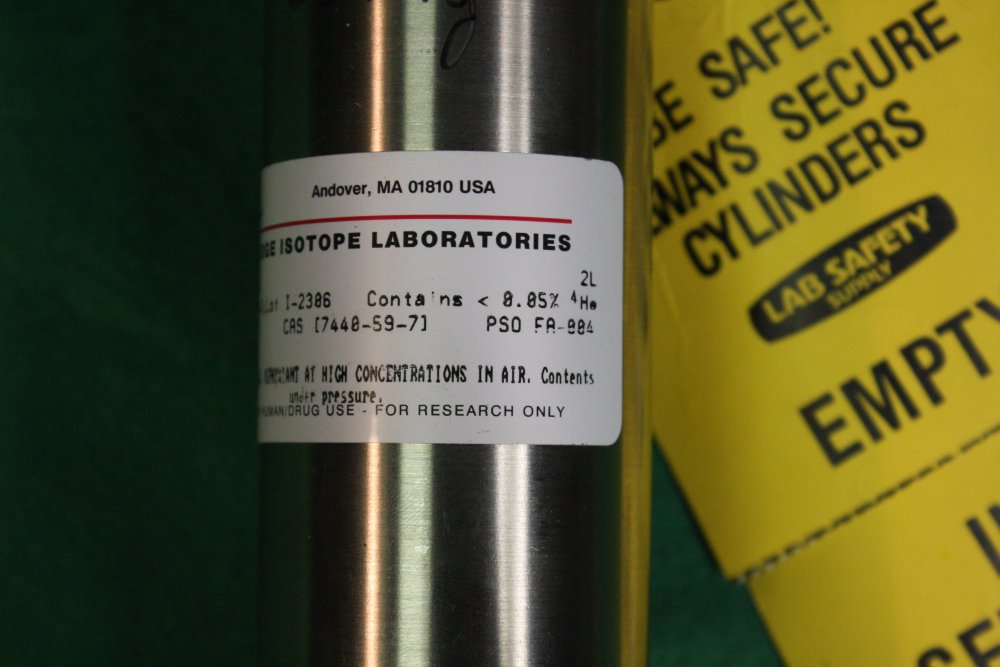 Andover, MA 01810 USA
DGE ISOTOPE LABORATORIES
2L
Lot I-2306 Contains < 0.05% ⁴He
CAS [7440-59-7] PSO FA-004
AT HIGH CONCENTRATIONS IN AIR. Contents
under pressure.
HUMAN/DRUG USE - FOR RESEARCH ONLY
SE SAFE!
WAYS SECURE
CYLINDERS
LAB SAFETY
SUPPLY
EMPTY